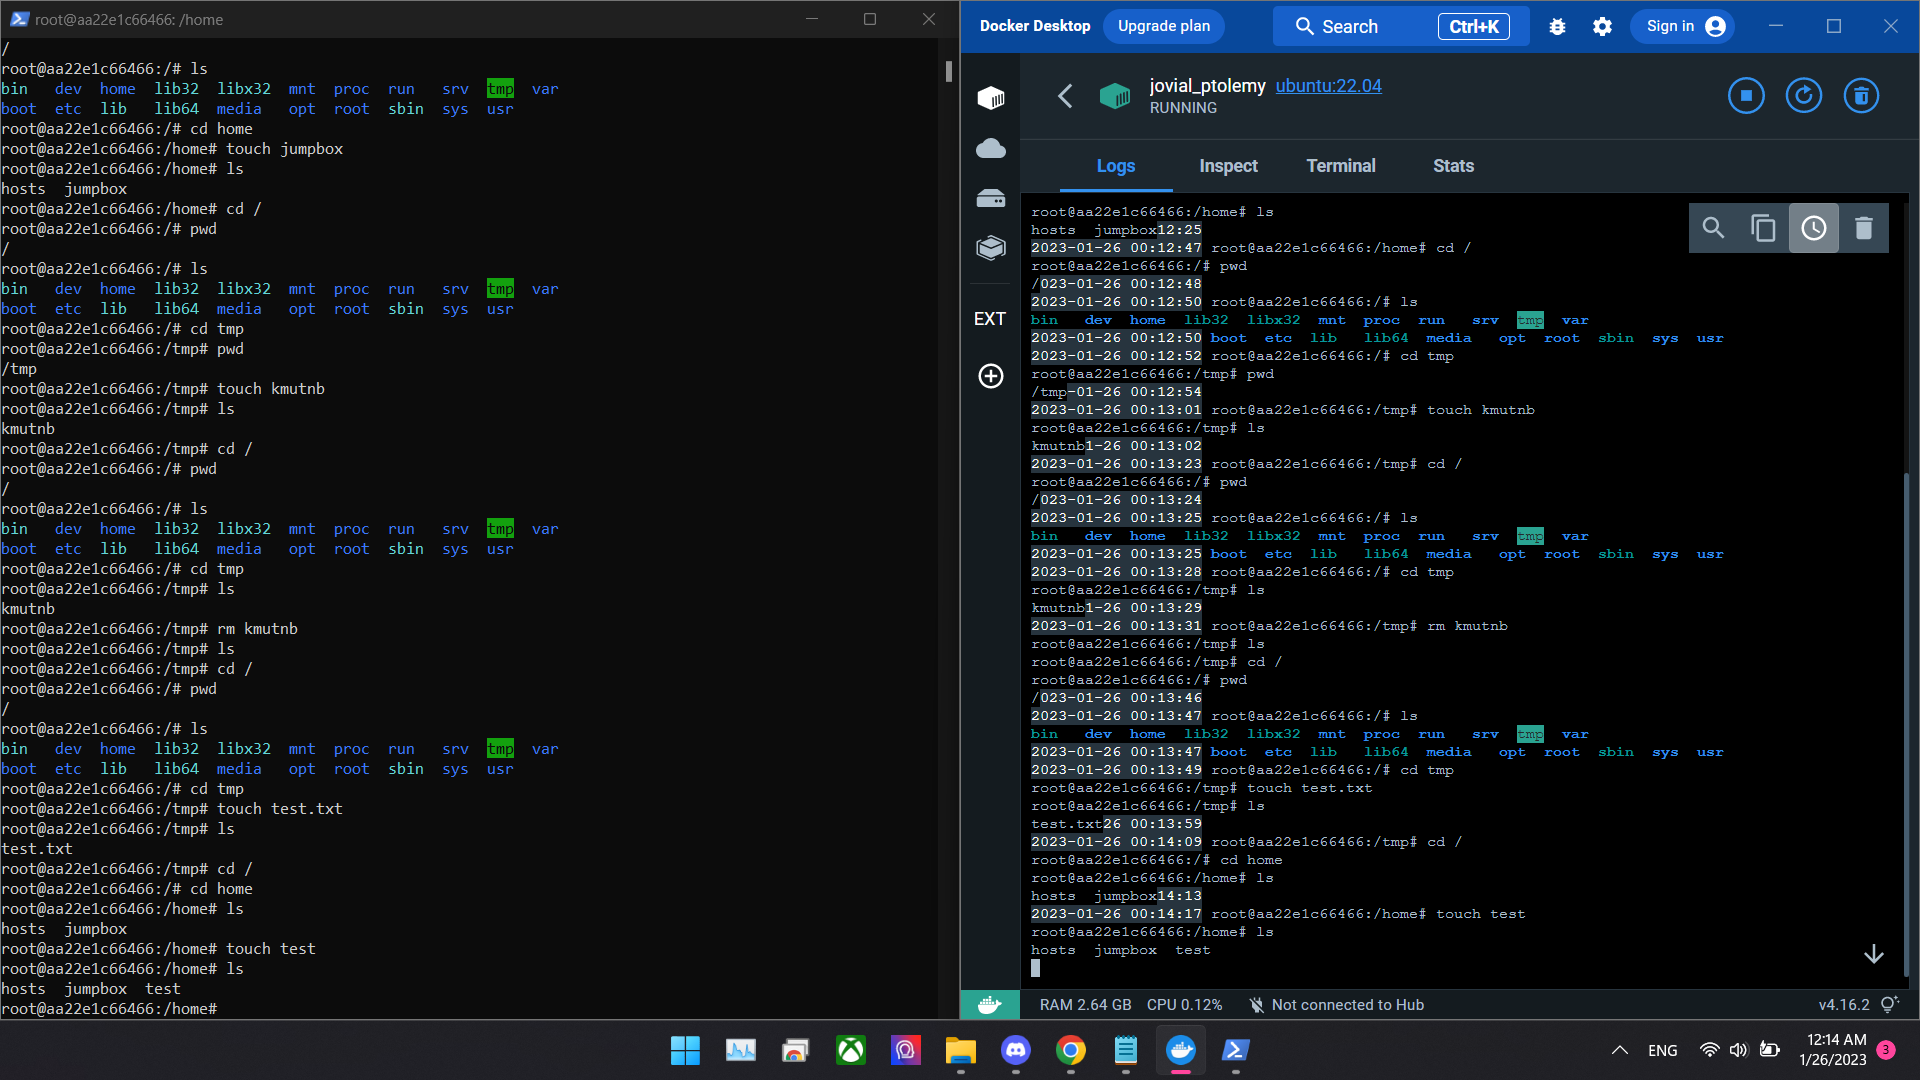 root@aa22e1c66466: /home
/
root@aa22e1c66466:/# ls
bin dev home lib32 libx32 mnt proc run srv tmp var
boot etc lib lib64 media opt root sbin sys usr
root@aa22e1c66466:/# cd home
root@aa22e1c66466:/home# touch jumpbox
root@aa22e1c66466:/home# ls
hosts jumpbox
root@aa22e1c66466:/home# cd /
root@aa22e1c66466:/# pwd
/
root@aa22e1c66466:/# ls
bin dev home lib32 libx32 mnt proc run srv tmp var
boot etc lib lib64 media opt root sbin sys usr
root@aa22e1c66466:/# cd tmp
root@aa22e1c66466:/tmp# pwd
/tmp
root@aa22e1c66466:/tmp# touch kmutnb
root@aa22e1c66466:/tmp# ls
kmutnb
root@aa22e1c66466:/tmp# cd /
root@aa22e1c66466:/# pwd
/
root@aa22e1c66466:/# ls
bin dev home lib32 libx32 mnt proc run srv tmp var
boot etc lib lib64 media opt root sbin sys usr
root@aa22e1c66466:/# cd tmp
root@aa22e1c66466:/tmp# ls
kmutnb
root@aa22e1c66466:/tmp# rm kmutnb
root@aa22e1c66466:/tmp# ls
root@aa22e1c66466:/tmp# cd /
root@aa22e1c66466:/# pwd
/
root@aa22e1c66466:/# ls
bin dev home lib32 libx32 mnt proc run srv tmp var
boot etc lib lib64 media opt root sbin sys usr
root@aa22e1c66466:/# cd tmp
root@aa22e1c66466:/tmp# touch test.txt
root@aa22e1c66466:/tmp# ls
test.txt
root@aa22e1c66466:/tmp# cd /
root@aa22e1c66466:/# cd home
root@aa22e1c66466:/home# ls
hosts jumpbox
root@aa22e1c66466:/home# touch test
root@aa22e1c66466:/home# ls
hosts jumpbox test
root@aa22e1c66466:/home#
Docker Desktop Upgrade plan Search Ctrl+K Sign in
jovial_ptolemy ubuntu:22.04
RUNNING
Logs Inspect Terminal Stats
EXT
root@aa22e1c66466:/home# ls
hosts jumpbox12:25
2023-01-26 00:12:47 root@aa22e1c66466:/home# cd /
root@aa22e1c66466:/# pwd
/023-01-26 00:12:48
2023-01-26 00:12:50 root@aa22e1c66466:/# ls
bin dev home lib32 libx32 mnt proc run srv tmp var
2023-01-26 00:12:50 boot etc lib lib64 media opt root sbin sys usr
2023-01-26 00:12:52 root@aa22e1c66466:/# cd tmp
root@aa22e1c66466:/tmp# pwd
/tmp-01-26 00:12:54
2023-01-26 00:13:01 root@aa22e1c66466:/tmp# touch kmutnb
root@aa22e1c66466:/tmp# ls
kmutnb1-26 00:13:02
2023-01-26 00:13:23 root@aa22e1c66466:/tmp# cd /
root@aa22e1c66466:/# pwd
/023-01-26 00:13:24
2023-01-26 00:13:25 root@aa22e1c66466:/# ls
bin dev home lib32 libx32 mnt proc run srv tmp var
2023-01-26 00:13:25 boot etc lib lib64 media opt root sbin sys usr
2023-01-26 00:13:28 root@aa22e1c66466:/# cd tmp
root@aa22e1c66466:/tmp# ls
kmutnb1-26 00:13:29
2023-01-26 00:13:31 root@aa22e1c66466:/tmp# rm kmutnb
root@aa22e1c66466:/tmp# ls
root@aa22e1c66466:/tmp# cd /
root@aa22e1c66466:/# pwd
/023-01-26 00:13:46
2023-01-26 00:13:47 root@aa22e1c66466:/# ls
bin dev home lib32 libx32 mnt proc run srv tmp var
2023-01-26 00:13:47 boot etc lib lib64 media opt root sbin sys usr
2023-01-26 00:13:49 root@aa22e1c66466:/# cd tmp
root@aa22e1c66466:/tmp# touch test.txt
root@aa22e1c66466:/tmp# ls
test.txt26 00:13:59
2023-01-26 00:14:09 root@aa22e1c66466:/tmp# cd /
root@aa22e1c66466:/# cd home
root@aa22e1c66466:/home# ls
hosts jumpbox14:13
2023-01-26 00:14:17 root@aa22e1c66466:/home# touch test
root@aa22e1c66466:/home# ls
hosts jumpbox test
RAM 2.64 GB CPU 0.12% Not connected to Hub v4.16.2
ENG
12:14 AM
1/26/2023
3